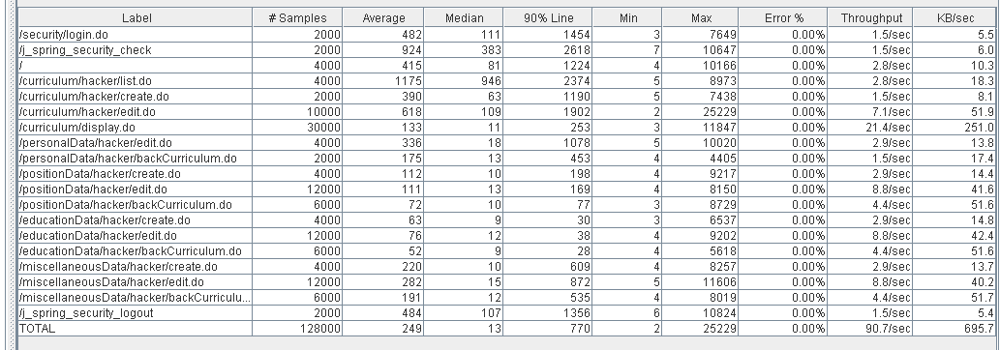 Label # Samples Average Median 90% Line Min Max Error % Throughput KB/sec
/security/login.do 2000 482 111 1454 3 7649 0.00% 1.5/sec 5.5
/j_spring_security_check 2000 924 383 2618 7 10647 0.00% 1.5/sec 6.0
/ 4000 415 81 1224 4 10166 0.00% 2.8/sec 10.3
/curriculum/hacker/list.do 4000 1175 946 2374 5 8973 0.00% 2.8/sec 18.3
/curriculum/hacker/create.do 2000 390 63 1190 5 7438 0.00% 1.5/sec 8.1
/curriculum/hacker/edit.do 10000 618 109 1902 2 25229 0.00% 7.1/sec 51.9
/curriculum/display.do 30000 133 11 253 3 11847 0.00% 21.4/sec 251.0
/personalData/hacker/edit.do 4000 336 18 1078 5 10020 0.00% 2.9/sec 13.8
/personalData/hacker/backCurriculum.do 2000 175 13 453 4 4405 0.00% 1.5/sec 17.4
/positionData/hacker/create.do 4000 112 10 198 4 9217 0.00% 2.9/sec 14.4
/positionData/hacker/edit.do 12000 111 13 169 4 8150 0.00% 8.8/sec 41.6
/positionData/hacker/backCurriculum.do 6000 72 10 77 3 8729 0.00% 4.4/sec 51.6
/educationData/hacker/create.do 4000 63 9 30 3 6537 0.00% 2.9/sec 14.8
/educationData/hacker/edit.do 12000 76 12 38 4 9202 0.00% 8.8/sec 42.4
/educationData/hacker/backCurriculum.do 6000 52 9 28 4 5618 0.00% 4.4/sec 51.6
/miscellaneousData/hacker/create.do 4000 220 10 609 4 8257 0.00% 2.9/sec 13.7
/miscellaneousData/hacker/edit.do 12000 282 15 872 5 11606 0.00% 8.8/sec 40.2
/miscellaneousData/hacker/backCurriculu... 6000 191 12 535 4 8019 0.00% 4.4/sec 51.7
/j_spring_security_logout 2000 484 107 1356 6 10824 0.00% 1.5/sec 5.4
TOTAL 128000 249 13 770 2 25229 0.00% 90.7/sec 695.7